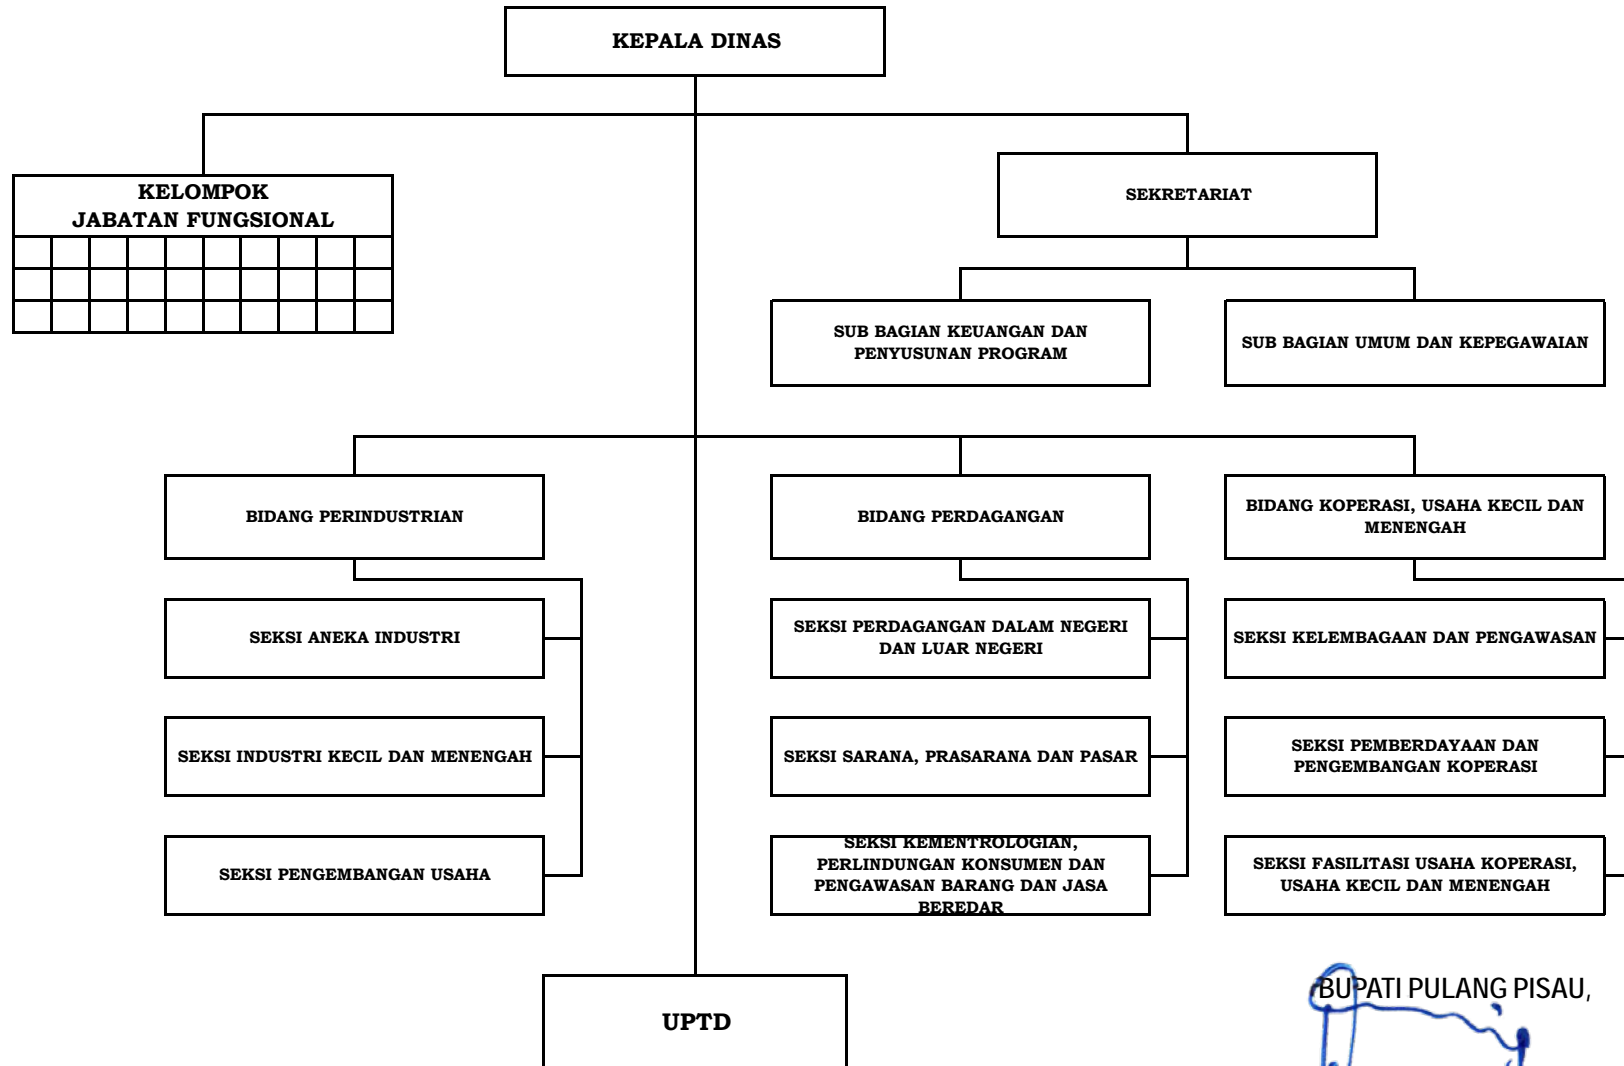 KEPALA DINAS
KELOMPOK
JABATAN FUNGSIONAL
SEKRETARIAT
SUB BAGIAN KEUANGAN DAN
PENYUSUNAN PROGRAM
SUB BAGIAN UMUM DAN KEPEGAWAIAN
BIDANG PERINDUSTRIAN
BIDANG PERDAGANGAN
BIDANG KOPERASI, USAHA KECIL DAN
MENENGAH
SEKSI ANEKA INDUSTRI
SEKSI PERDAGANGAN DALAM NEGERI
DAN LUAR NEGERI
SEKSI KELEMBAGAAN DAN PENGAWASAN
SEKSI INDUSTRI KECIL DAN MENENGAH
SEKSI SARANA, PRASARANA DAN PASAR
SEKSI PEMBERDAYAAN DAN
PENGEMBANGAN KOPERASI
SEKSI PENGEMBANGAN USAHA
SEKSI KEMENTROLOGIAN,
PERLINDUNGAN KONSUMEN DAN
PENGAWASAN BARANG DAN JASA
BEREDAR
SEKSI FASILITASI USAHA KOPERASI,
USAHA KECIL DAN MENENGAH
UPTD
BUPATI PULANG PISAU,